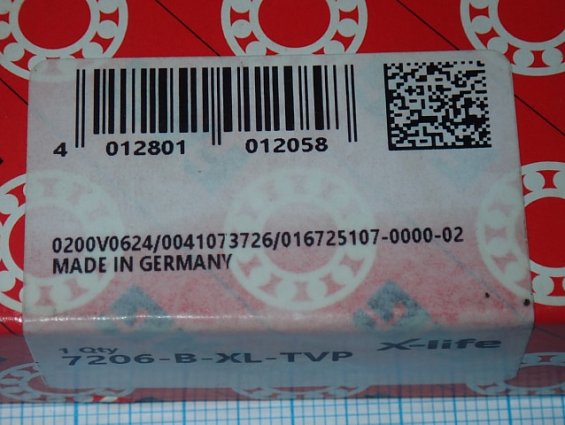 4 012801 012058
0200V0624/0041073726/016725107-0000-02
MADE IN GERMANY
1 Qty
7206-B-XL-TVP
X-life